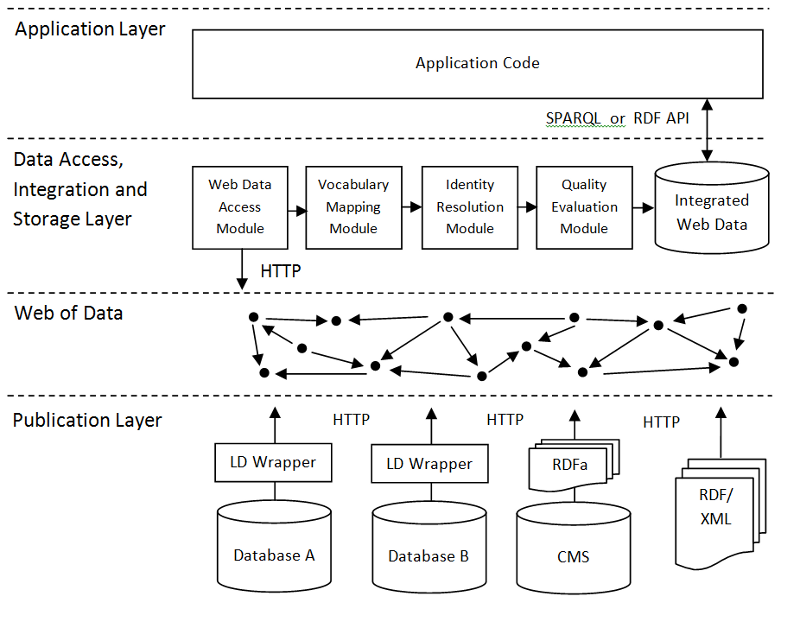 Application Layer
Application Code
SPARQL or RDF API
Data Access,
Integration and
Storage Layer
Web Data
Access
Module
Vocabulary
Mapping
Module
Identity
Resolution
Module
Quality
Evaluation
Module
Integrated
Web Data
HTTP
Web of Data
Publication Layer
HTTP
HTTP
HTTP
LD Wrapper
LD Wrapper
RDFa
RDF/
XML
Database A
Database B
CMS